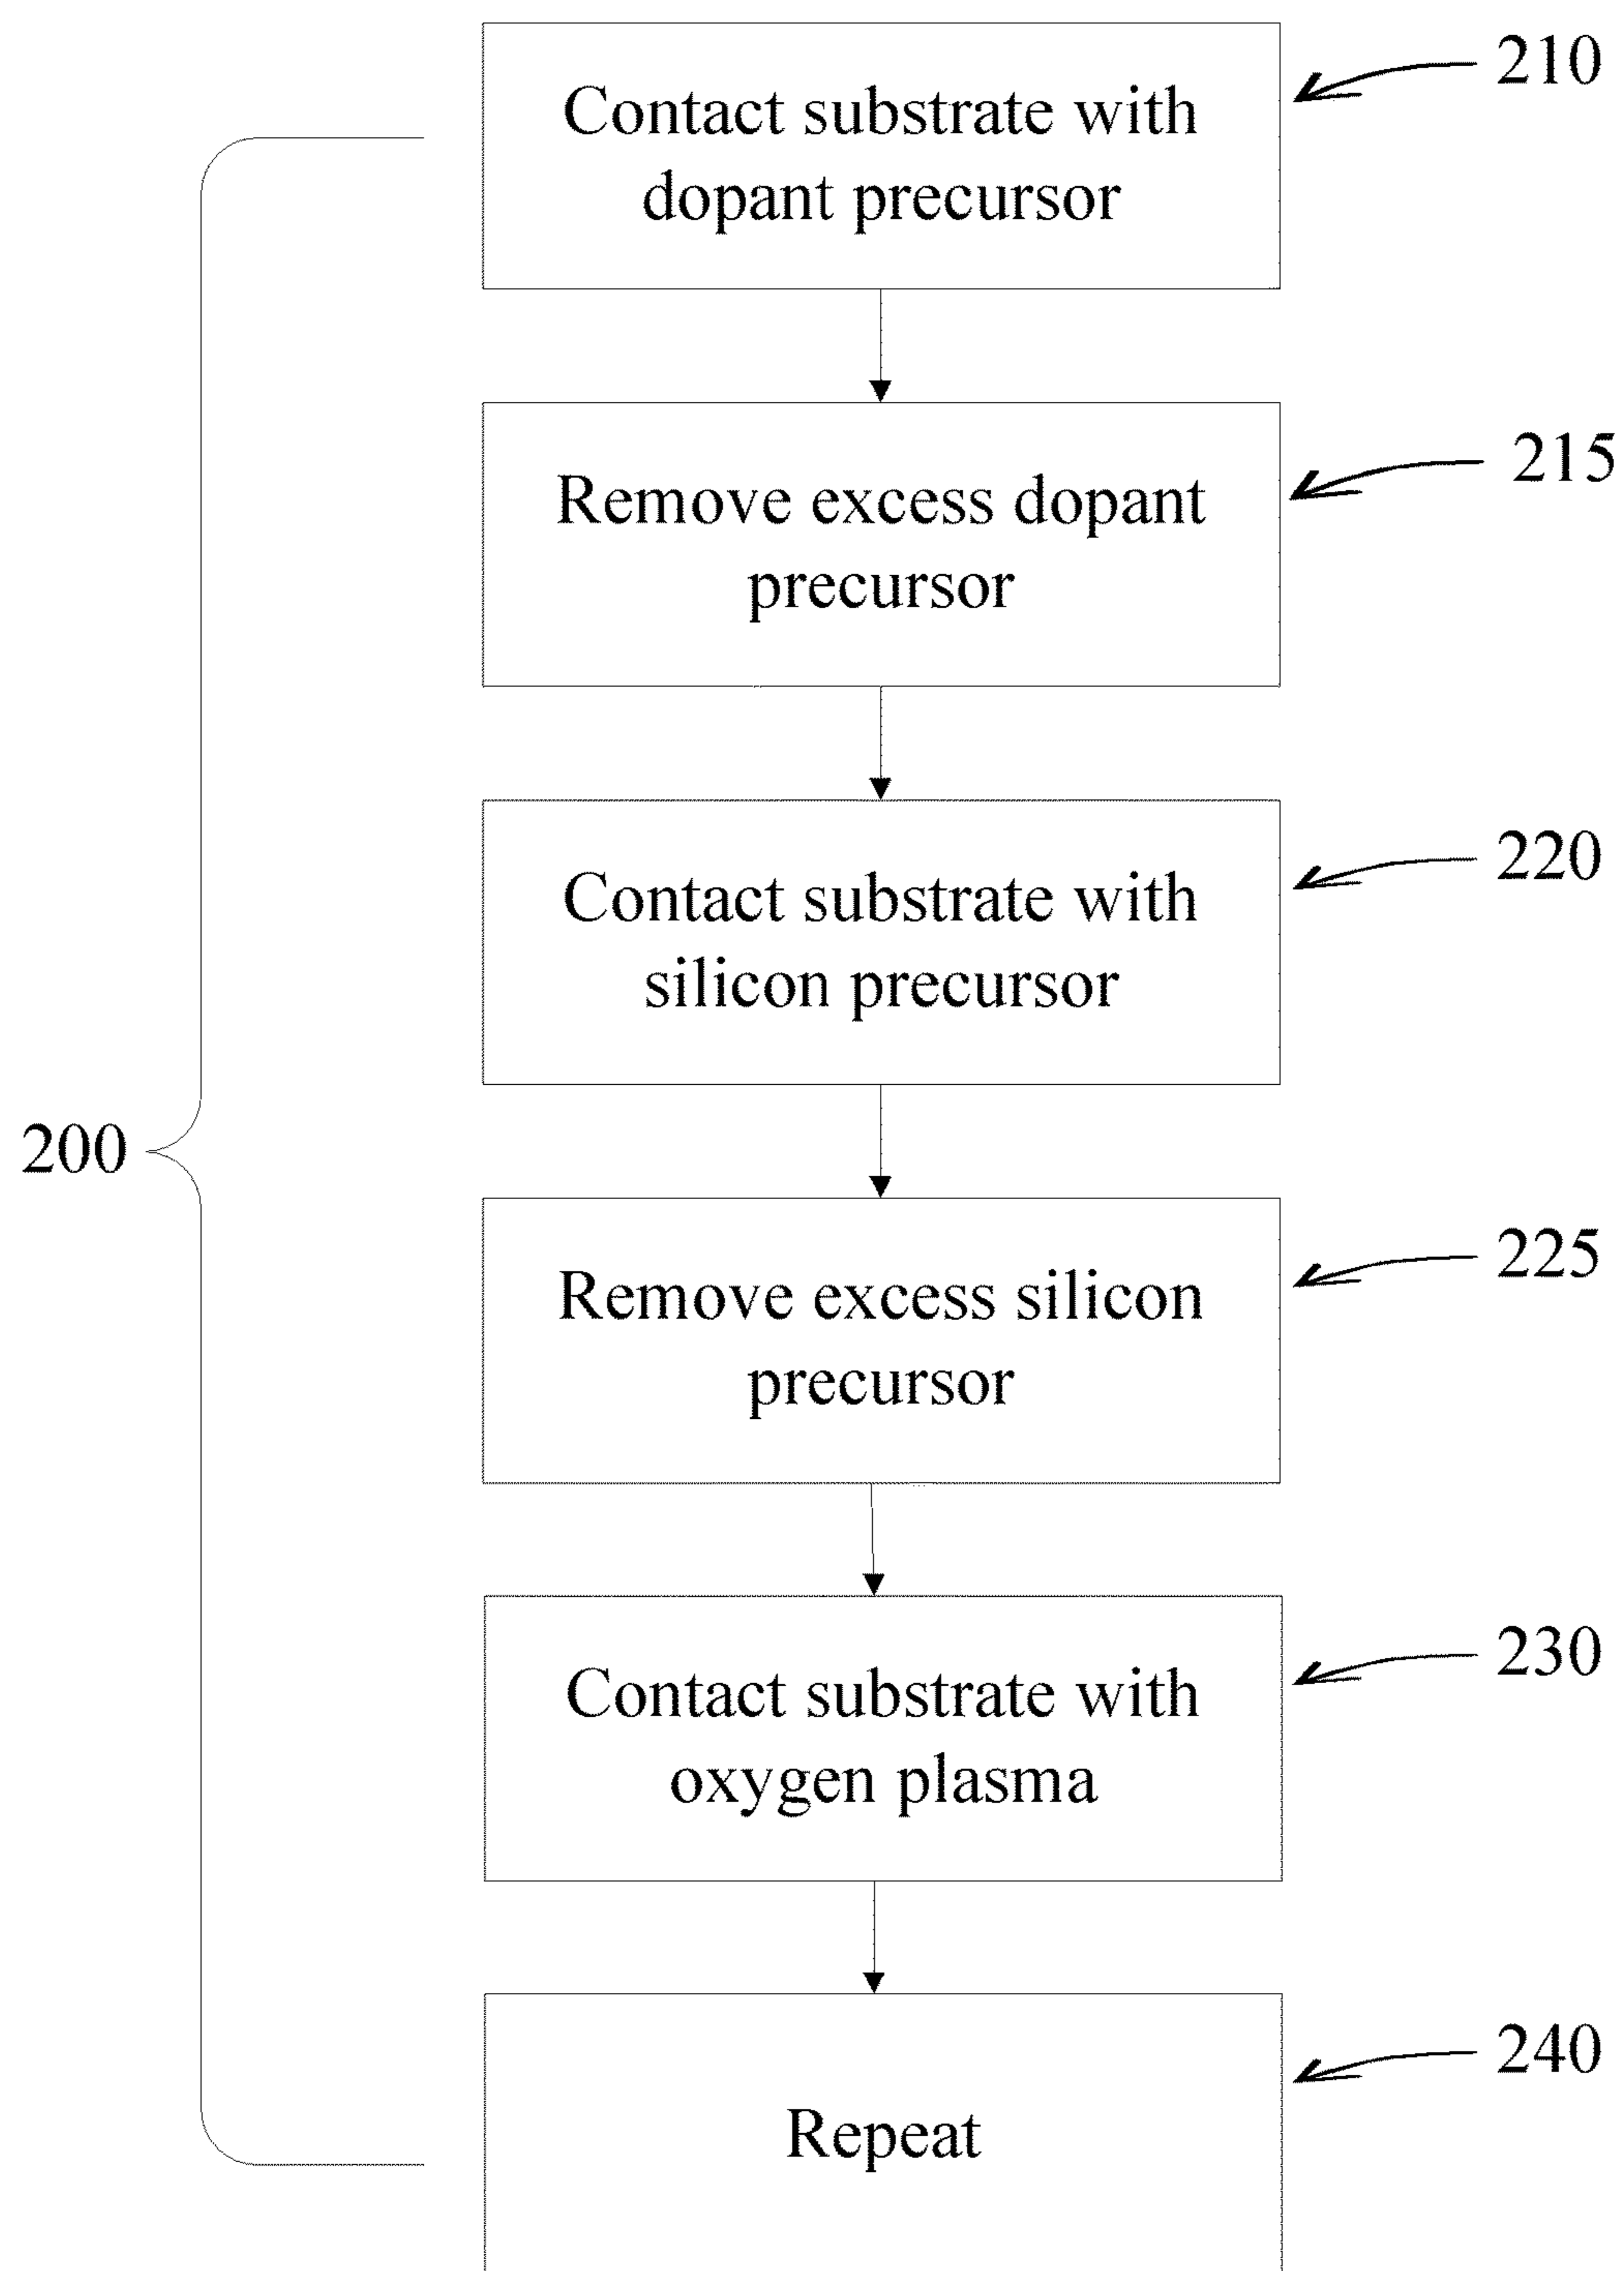 Contact substrate with
dopant precursor
210
Remove excess dopant
precursor
215
Contact substrate with
silicon precursor
220
200
Remove excess silicon
precursor
225
Contact substrate with
oxygen plasma
230
Repeat
240